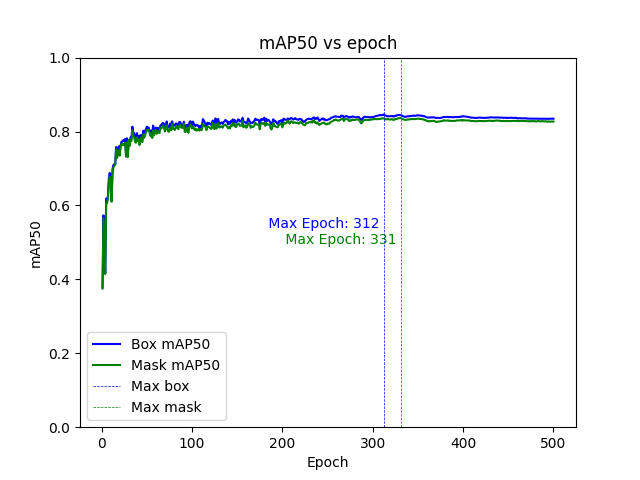 mAP50 vs epoch
1.0
0.8
0.6
0.4
0.2
0.0
mAP50
Max Epoch: 312
Max Epoch: 331
Box mAP50
Mask mAP50
Max box
Max mask
0 100 200 300 400 500
Epoch